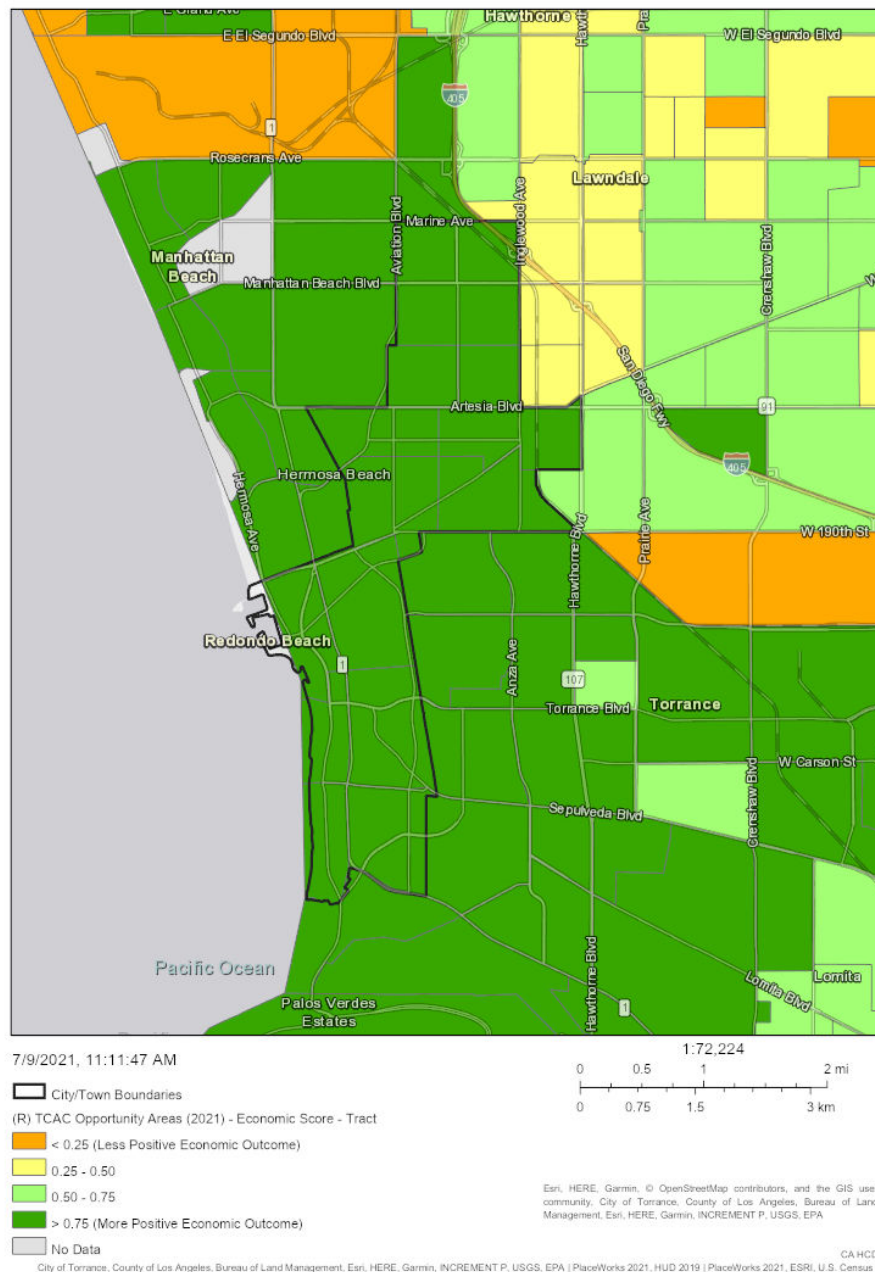 E Grand Ave
Hawthorne
E El Segundo Blvd
W El Segundo Blvd
405
1
Rosecrans Ave
Lawndale
Inglewood Ave
Aviation Blvd
Marine Ave
Manhattan
Beach
Crenshaw Blvd
Manhattan Beach Blvd
San Diego Fwy
Artesia Blvd
91
Hermosa Beach
405
Hermosa Ave
Hawthorne Blvd
Prairie Ave
W 190th St
Redondo Beach
1
Anza Ave
107
Torrance Blvd
Torrance
W Carson St
Crenshaw Blvd
Sepulveda Blvd
Pacific Ocean
Hawthorne Blvd
Lomita Blvd
Lomita
Palos Verdes
Estates
1
7/9/2021, 11:11:47 AM
1:72,224
0 0.5 1 2 mi
0 0.75 1.5 3 km
City/Town Boundaries
(R) TCAC Opportunity Areas (2021) - Economic Score - Tract
< 0.25 (Less Positive Economic Outcome)
0.25 - 0.50
0.50 - 0.75
> 0.75 (More Positive Economic Outcome)
No Data
Esri, HERE, Garmin, © OpenStreetMap contributors, and the GIS use
community, City of Torrance, County of Los Angeles, Bureau of Land
Management, Esri, HERE, Garmin, INCREMENT P, USGS, EPA
CA HCD
City of Torrance, County of Los Angeles, Bureau of Land Management, Esri, HERE, Garmin, INCREMENT P, USGS, EPA | PlaceWorks 2021, HUD 2019 | PlaceWorks 2021, ESRI, U.S. Census